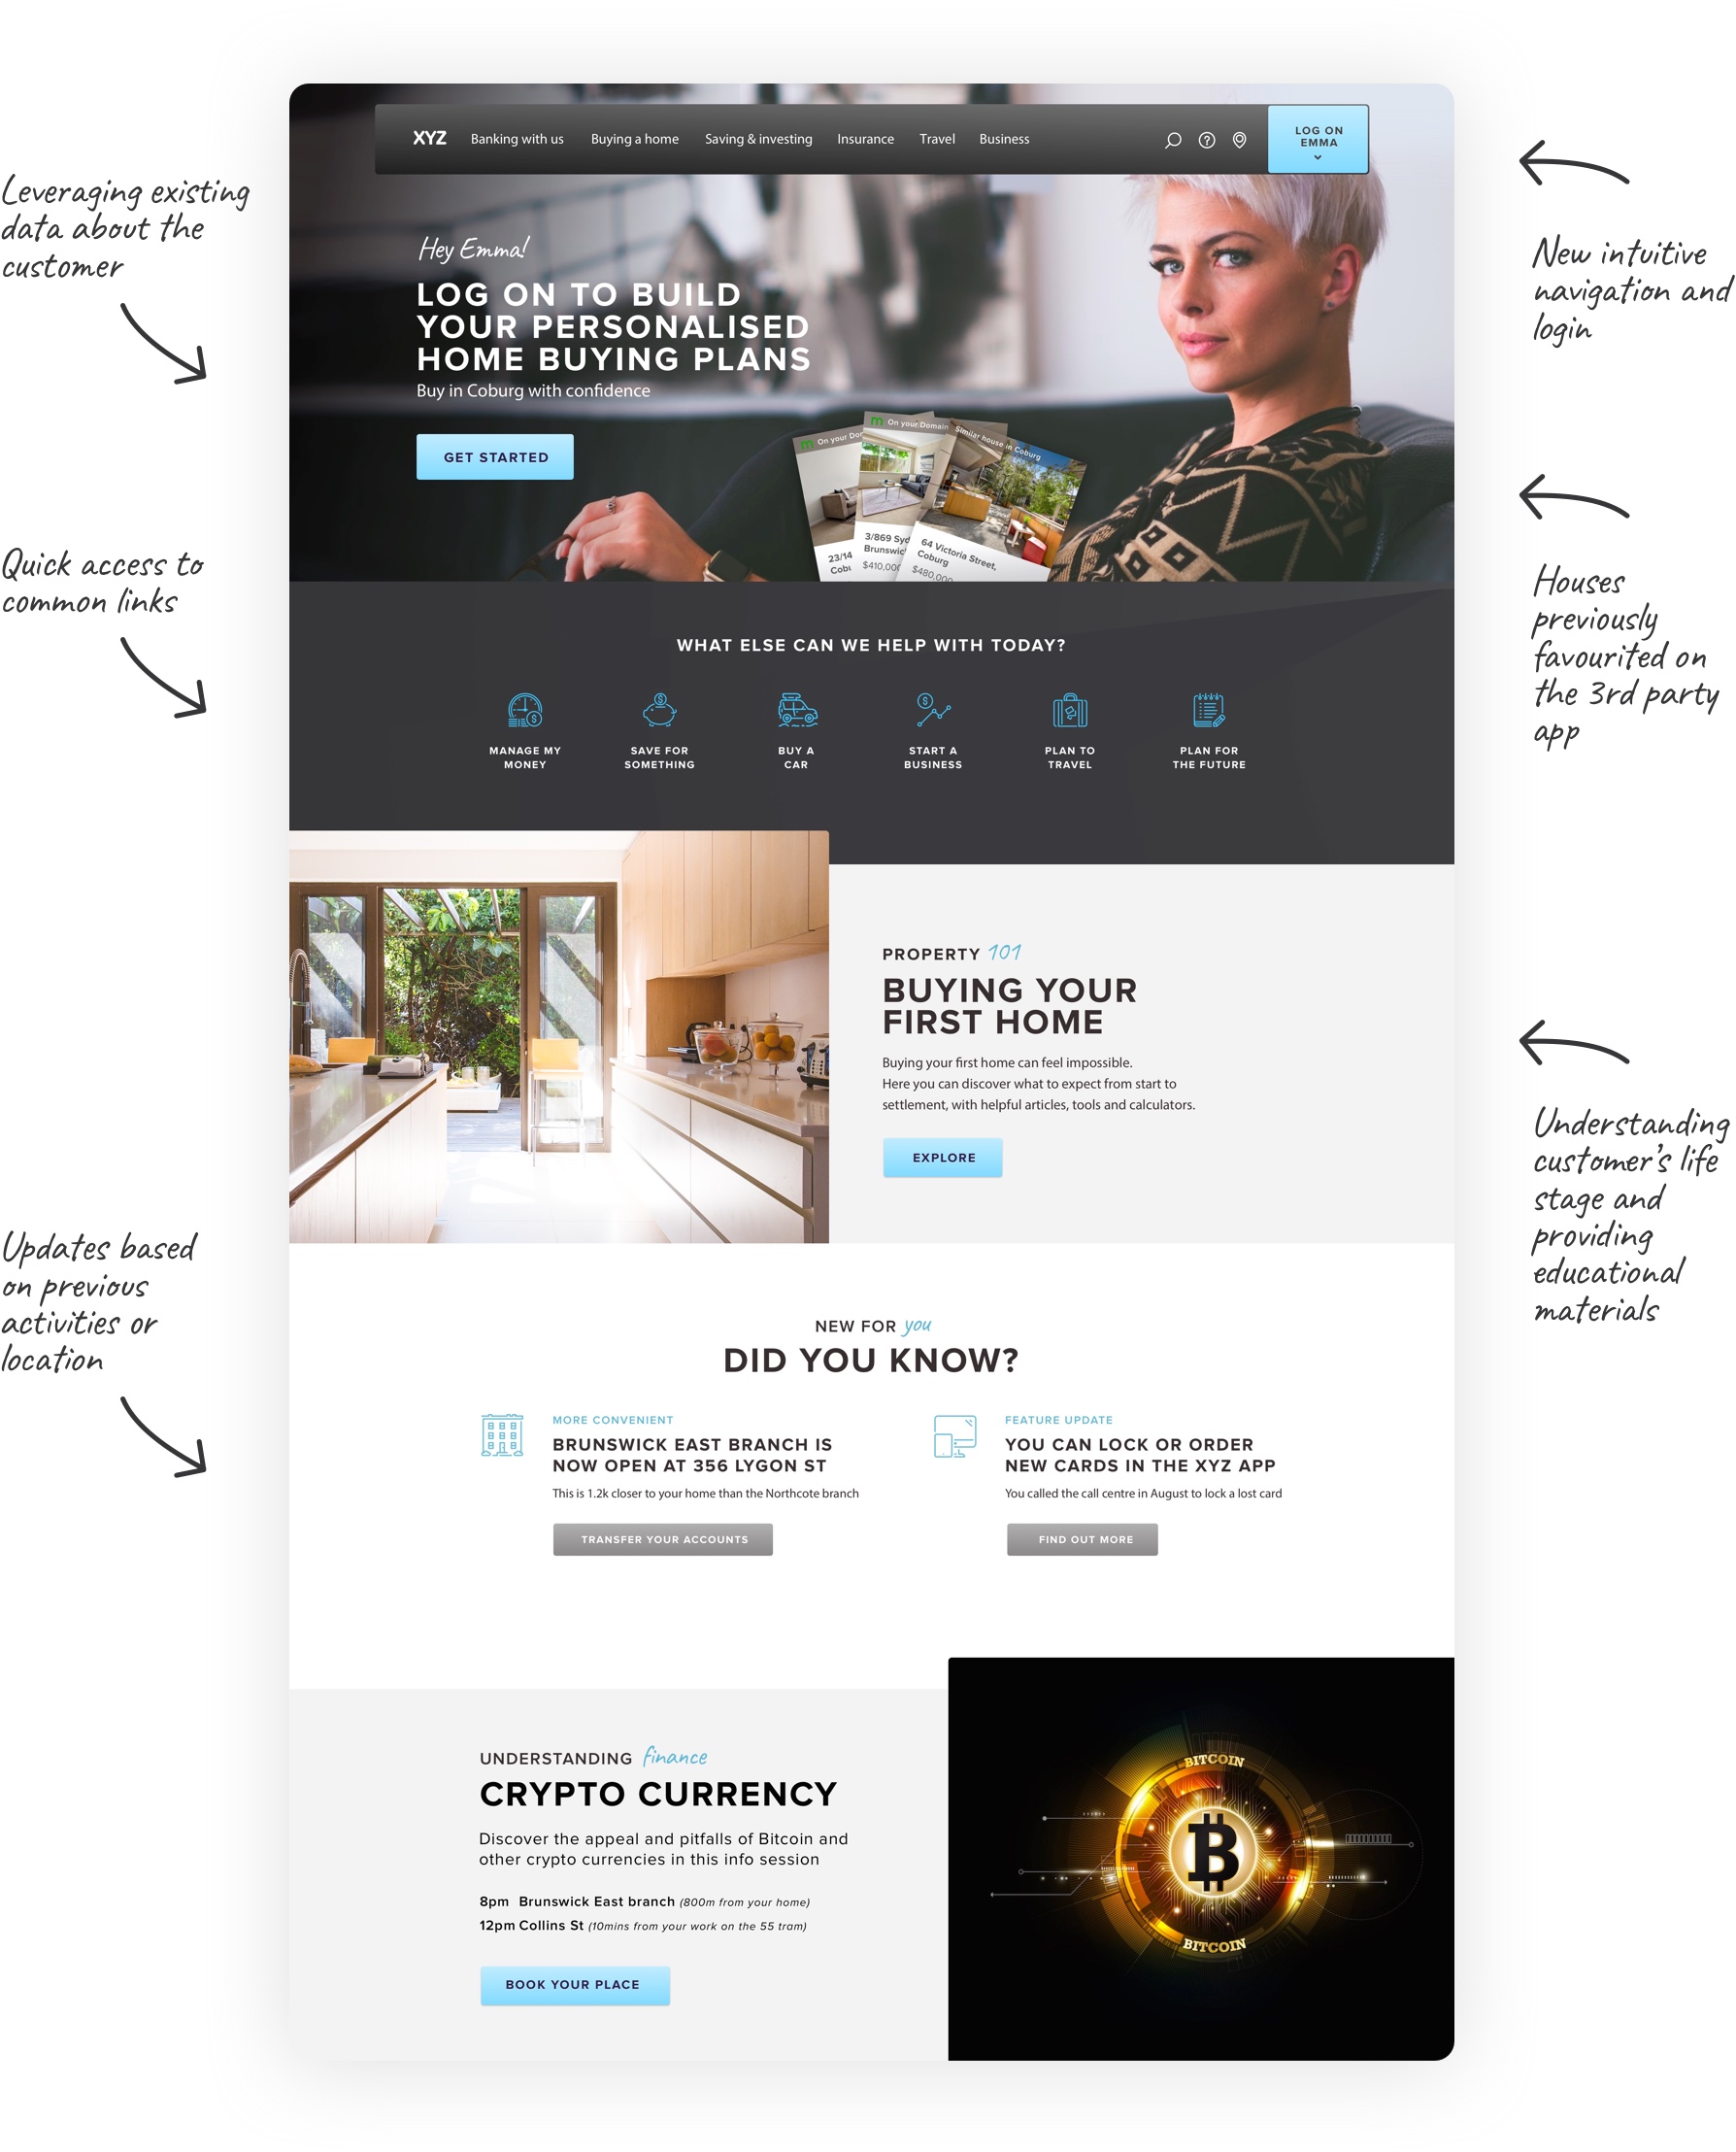 XYZ Banking with us Buying a home Saving & investing Insurance Travel Business
LOG ON
EMMA
Leveraging existing
data about the
customer
New intuitive
navigation and
login
Hey Emma!
LOG ON TO BUILD
YOUR PERSONALISED
HOME BUYING PLANS
Buy in Coburg with confidence
GET STARTED
On your
On your Domain
Similar house in Coburg
23/14
3/869
$410,000
64 Victoria Street,
Coburg
$480,000
Quick access to
common links
Houses
previously
favourited on
the 3rd party
app
WHAT ELSE CAN WE HELP WITH TODAY?
MANAGE MY
MONEY
SAVE FOR
SOMETHING
BUY A
CAR
START A
BUSINESS
PLAN TO
TRAVEL
PLAN FOR
THE FUTURE
PROPERTY 101
BUYING YOUR
FIRST HOME
Buying your first home can feel impossible.
Here you can discover what to expect from start to
settlement, with helpful articles, tools and calculators.
EXPLORE
Understanding
customer's life
stage and
providing
educational
materials
Updates based
on previous
activities or
location
NEW FOR you
DID YOU KNOW?
MORE CONVENIENT
BRUNSWICK EAST BRANCH IS
NOW OPEN AT 356 LYGON ST
This is 1.2k closer to your home than the Northcote branch
TRANSFER YOUR ACCOUNTS
FEATURE UPDATE
YOU CAN LOCK OR ORDER
NEW CARDS IN THE XYZ APP
You called the call centre in August to lock a lost card
FIND OUT MORE
UNDERSTANDING finance
CRYPTO CURRENCY
Discover the appeal and pitfalls of Bitcoin and
other crypto currencies in this info session
8pm Brunswick East branch (800m from your home)
12pm Collins St (10mins from your work on the 55 tram)
BOOK YOUR PLACE
BITCOIN
BITCOIN